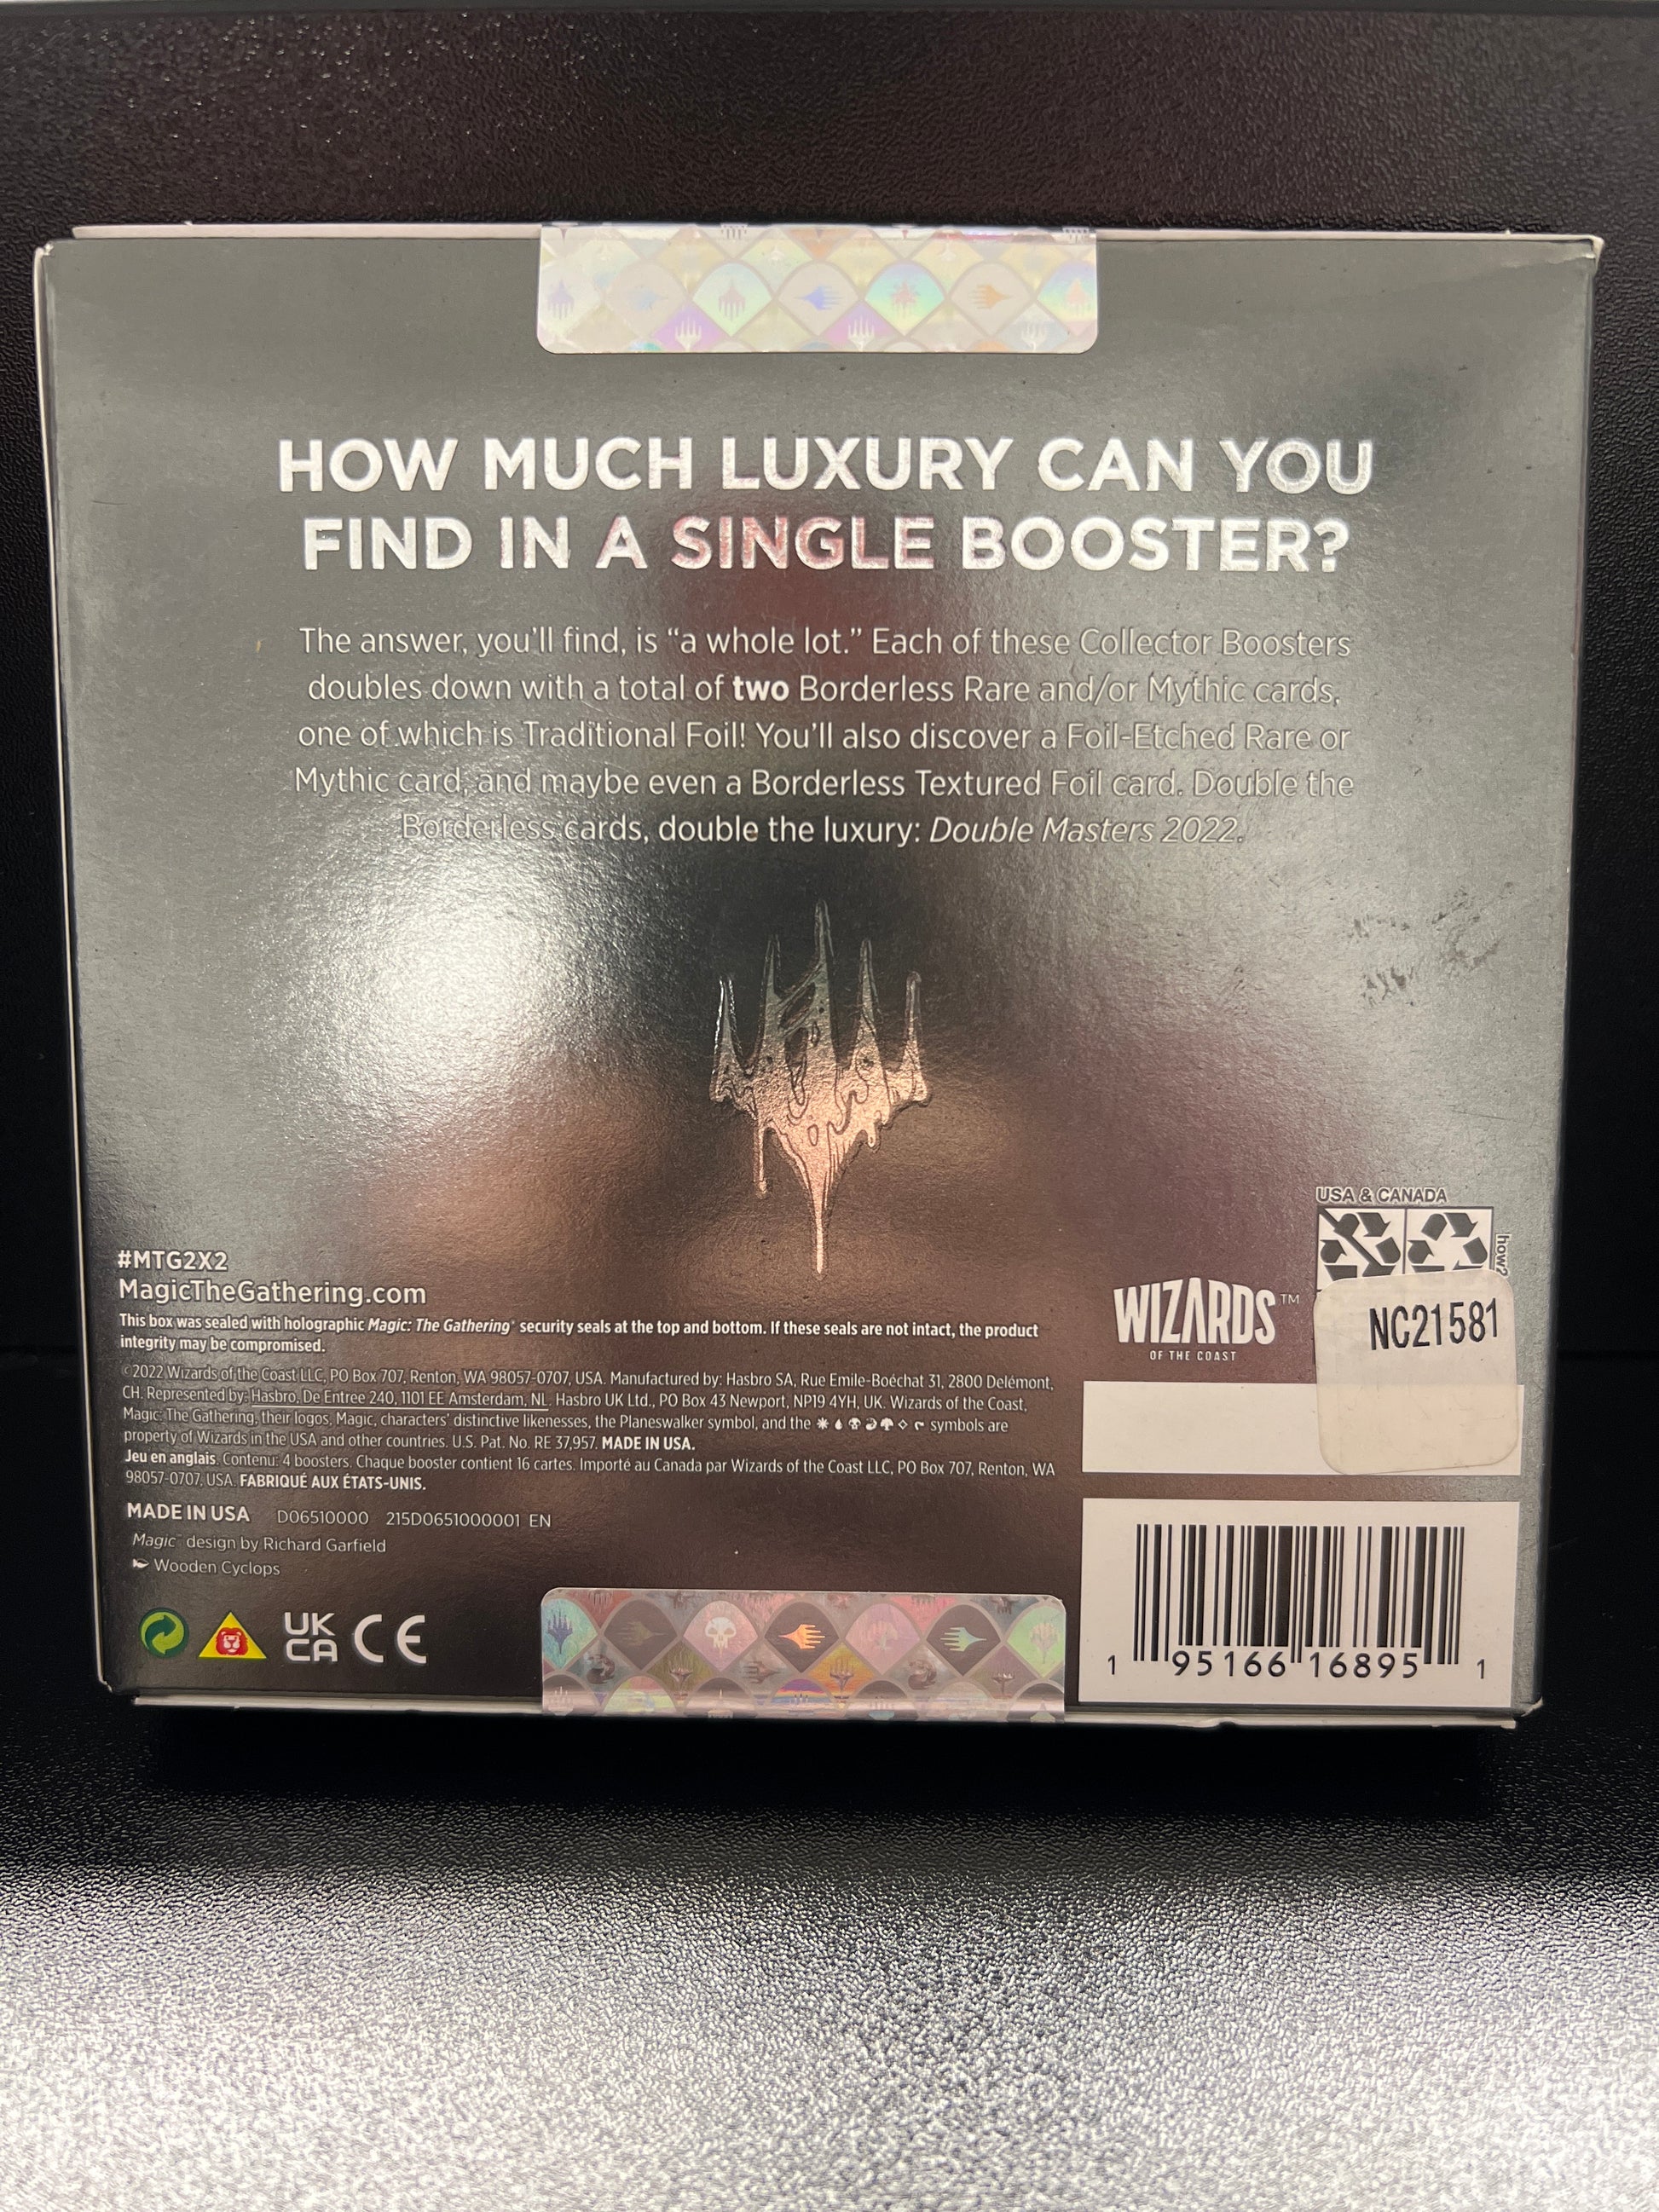 HOW MUCH LUXURY CAN YOU
FIND IN A SINGLE BOOSTER?
The answer, you'll find, is “a whole lot.” Each of these Collector Boosters
doubles down with a total of two Borderless Rare and/or Mythic cards,
one of which is Traditional Foil! You'll also discover a Foil-Etched Rare or
Mythic card, and maybe even a Borderless Textured Foil card. Double the
Borderless cards, double the luxury: Double Masters 2022.
#MTG2X2
MagicTheGathering.com
This box was sealed with holographic Magic: The Gathering® security seals at the top and bottom. If these seals are not intact, the product
integrity may be compromised.
©2022 Wizards of the Coast LLC, PO Box 707, Renton, WA 98057-0707, USA. Manufactured by: Hasbro SA, Rue Emile-Boéchat 31, 2800 Delémont,
CH. Represented by: Hasbro, De Entree 240, 1101 EE Amsterdam, NL. Hasbro UK Ltd., PO Box 43 Newport, NP19 4YH, UK. Wizards of the Coast,
Magic: The Gathering, their logos, Magic, characters' distinctive likenesses, the Planeswalker symbol, and the symbols are
property of Wizards in the USA and other countries. U.S. Pat. No. RE 37,957. MADE IN USA.
Jeu en anglais. Contenu: 4 boosters. Chaque booster contient 16 cartes. Importé au Canada par Wizards of the Coast LLC, PO Box 707, Renton, WA
98057-0707, USA. FABRIQUÉ AUX ÉTATS-UNIS.
MADE IN USA D06510000 215D0651000001 EN
Magic™ design by Richard Garfield
Wooden Cyclops
UK
CA CE
USA & CANADA
how2
WIZARDS™
OF THE COAST
NC21581
1 95166 16895 1